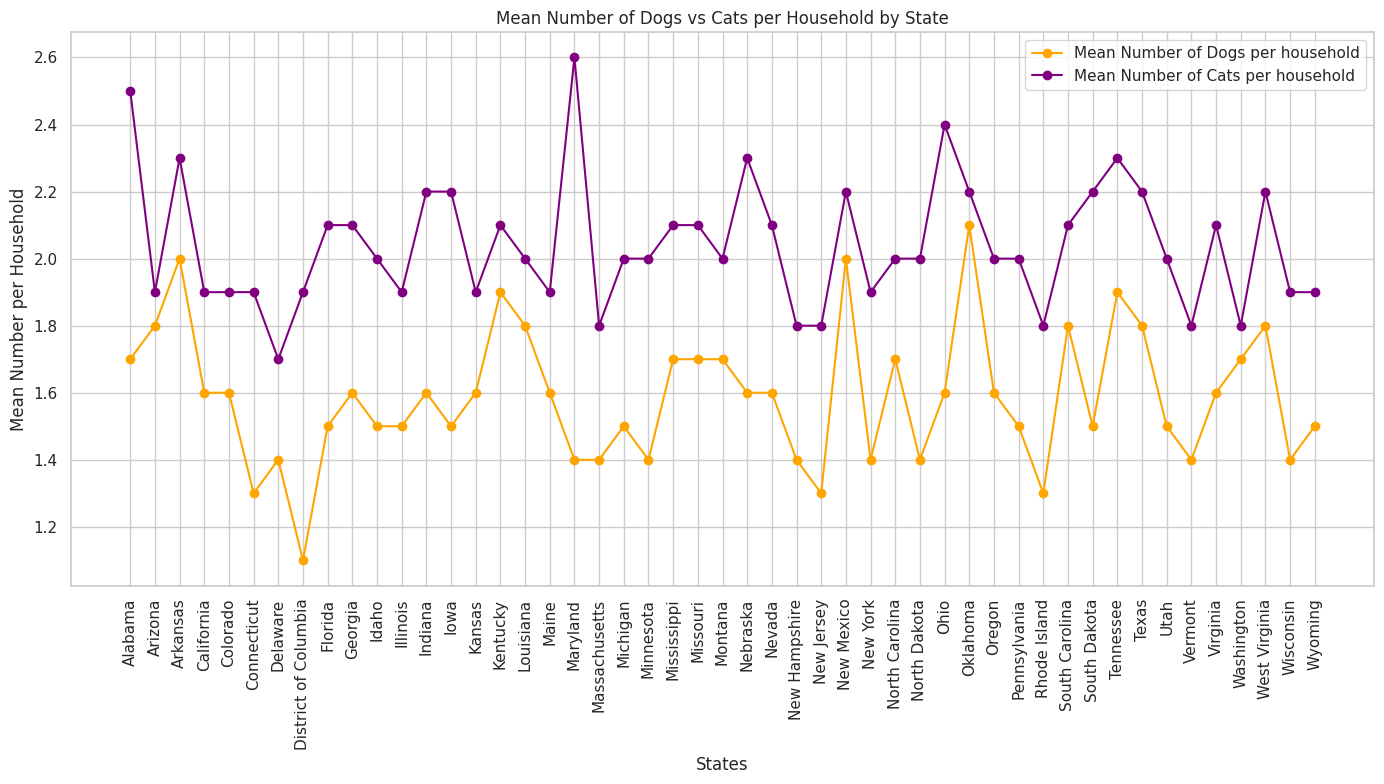 Mean Number of Dogs vs Cats per Household by State
Mean Number of Dogs per household
Mean Number of Cats per household
Mean Number per Household
2.6
2.4
2.2
2.0
1.8
1.6
1.4
1.2
Alabama
Arizona
Arkansas
California
Colorado
Connecticut
Delaware
District of Columbia
Florida
Georgia
Idaho
Illinois
Indiana
Iowa
Kansas
Kentucky
Louisiana
Maine
Maryland
Massachusetts
Michigan
Minnesota
Mississippi
Missouri
Montana
Nebraska
Nevada
New Hampshire
New Jersey
New Mexico
New York
North Carolina
North Dakota
Ohio
Oklahoma
Oregon
Pennsylvania
Rhode Island
South Carolina
South Dakota
Tennessee
Texas
Utah
Vermont
Virginia
Washington
West Virginia
Wisconsin
Wyoming
States